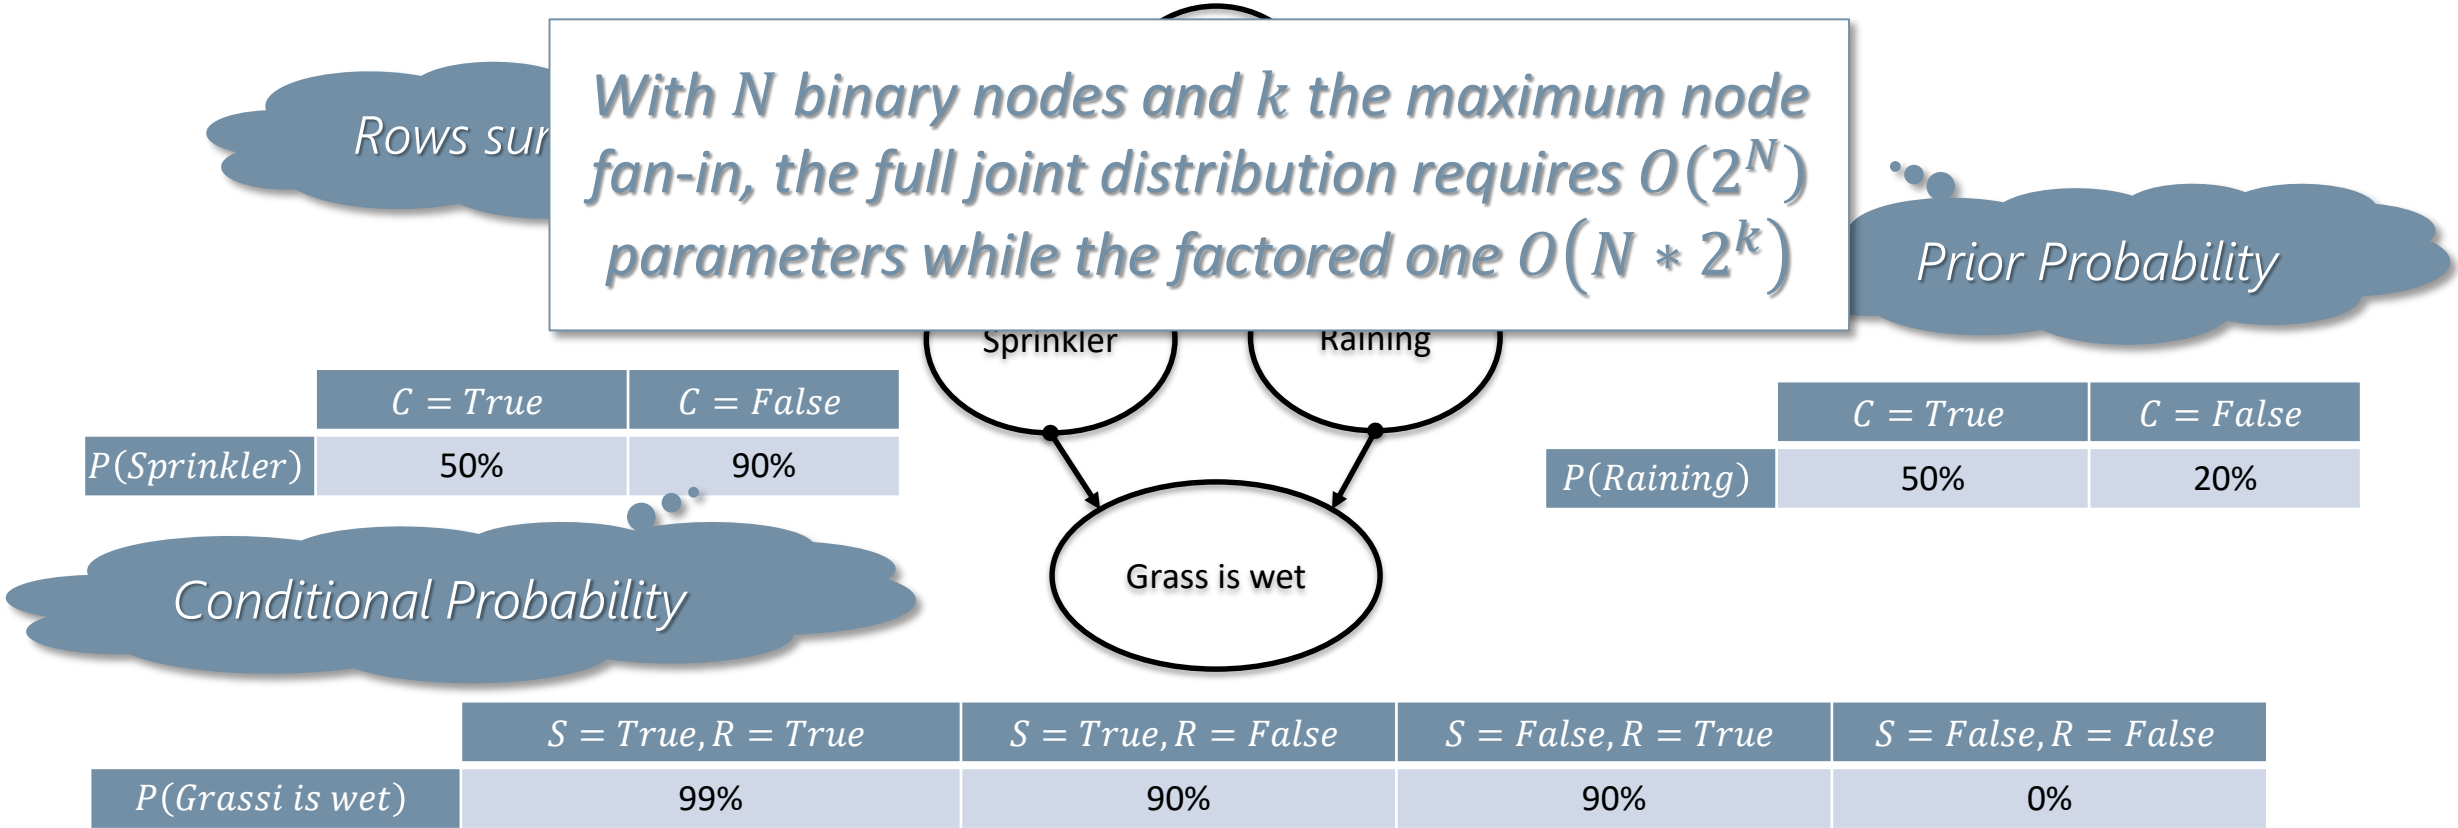 With N binary nodes and k the maximum node
fan-in, the full joint distribution requires O(2^N)
parameters while the factored one O(N * 2^k)
Rows
Prior Probability
Sprinkler
Raining
C = True C = False
P(Sprinkler) 50% 90%
C = True C = False
P(Raining) 50% 20%
Conditional Probability
Grass is wet
S = True, R = True S = True, R = False S = False, R = True S = False, R = False
P(Grassi is wet) 99% 90% 90% 0%